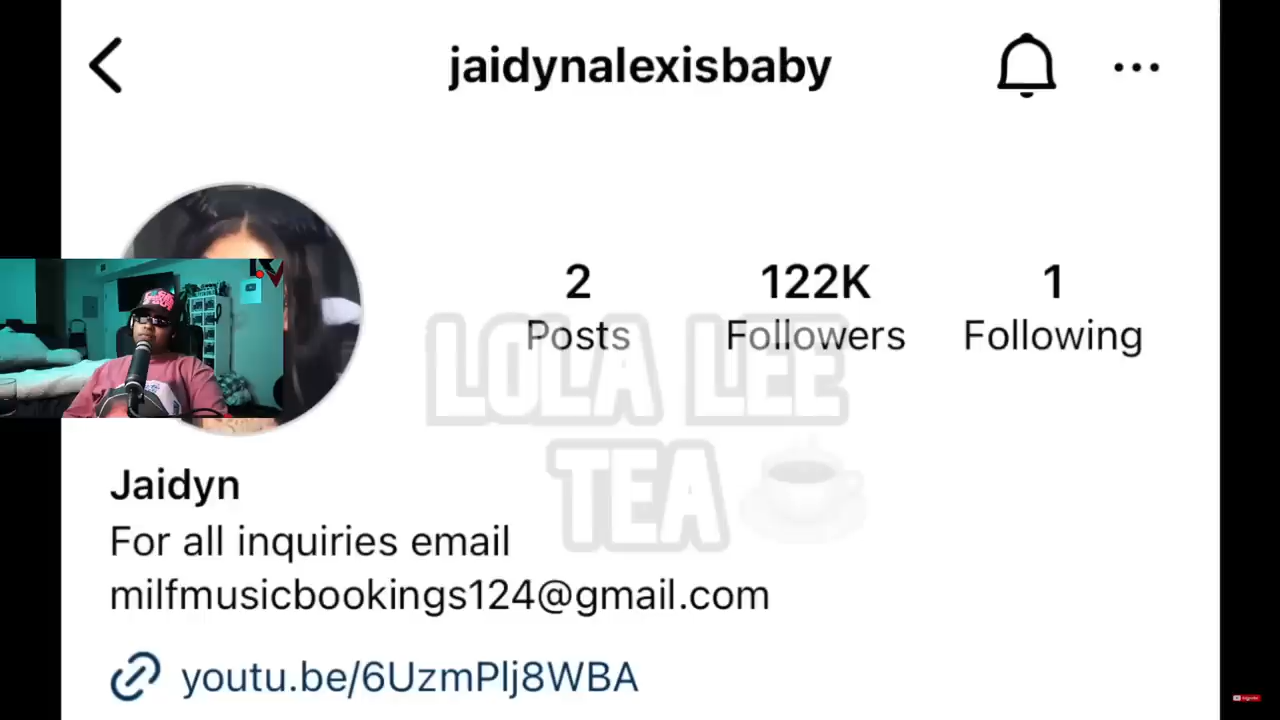 jaidynalexisbaby
2 122K 1
Posts Followers Following
LOLA LEE
TEA
Jaidyn
For all inquiries email
milfmusicbookings124@gmail.com
youtu.be/6UzmPlj8WBA